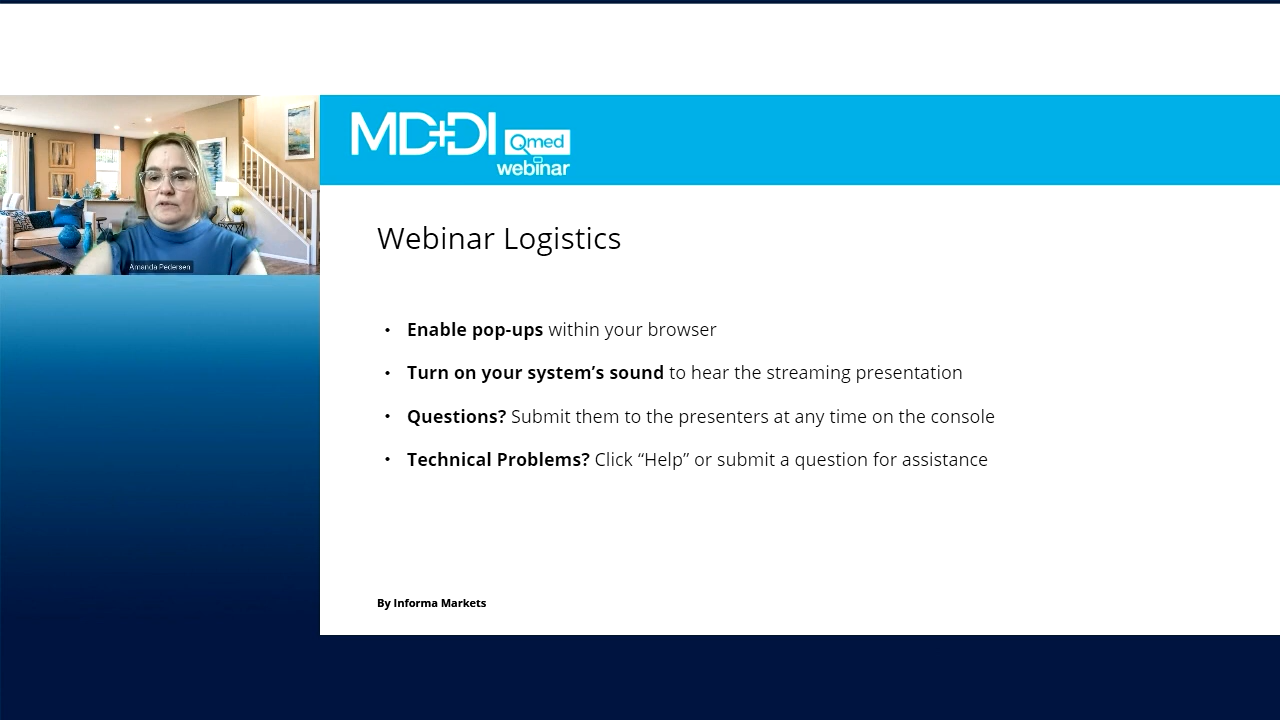 MD+DI
Qmed
webinar
Amanda Pedersen
Webinar Logistics
• Enable pop-ups within your browser
• Turn on your system’s sound to hear the streaming presentation
• Questions? Submit them to the presenters at any time on the console
• Technical Problems? Click “Help” or submit a question for assistance
By Informa Markets